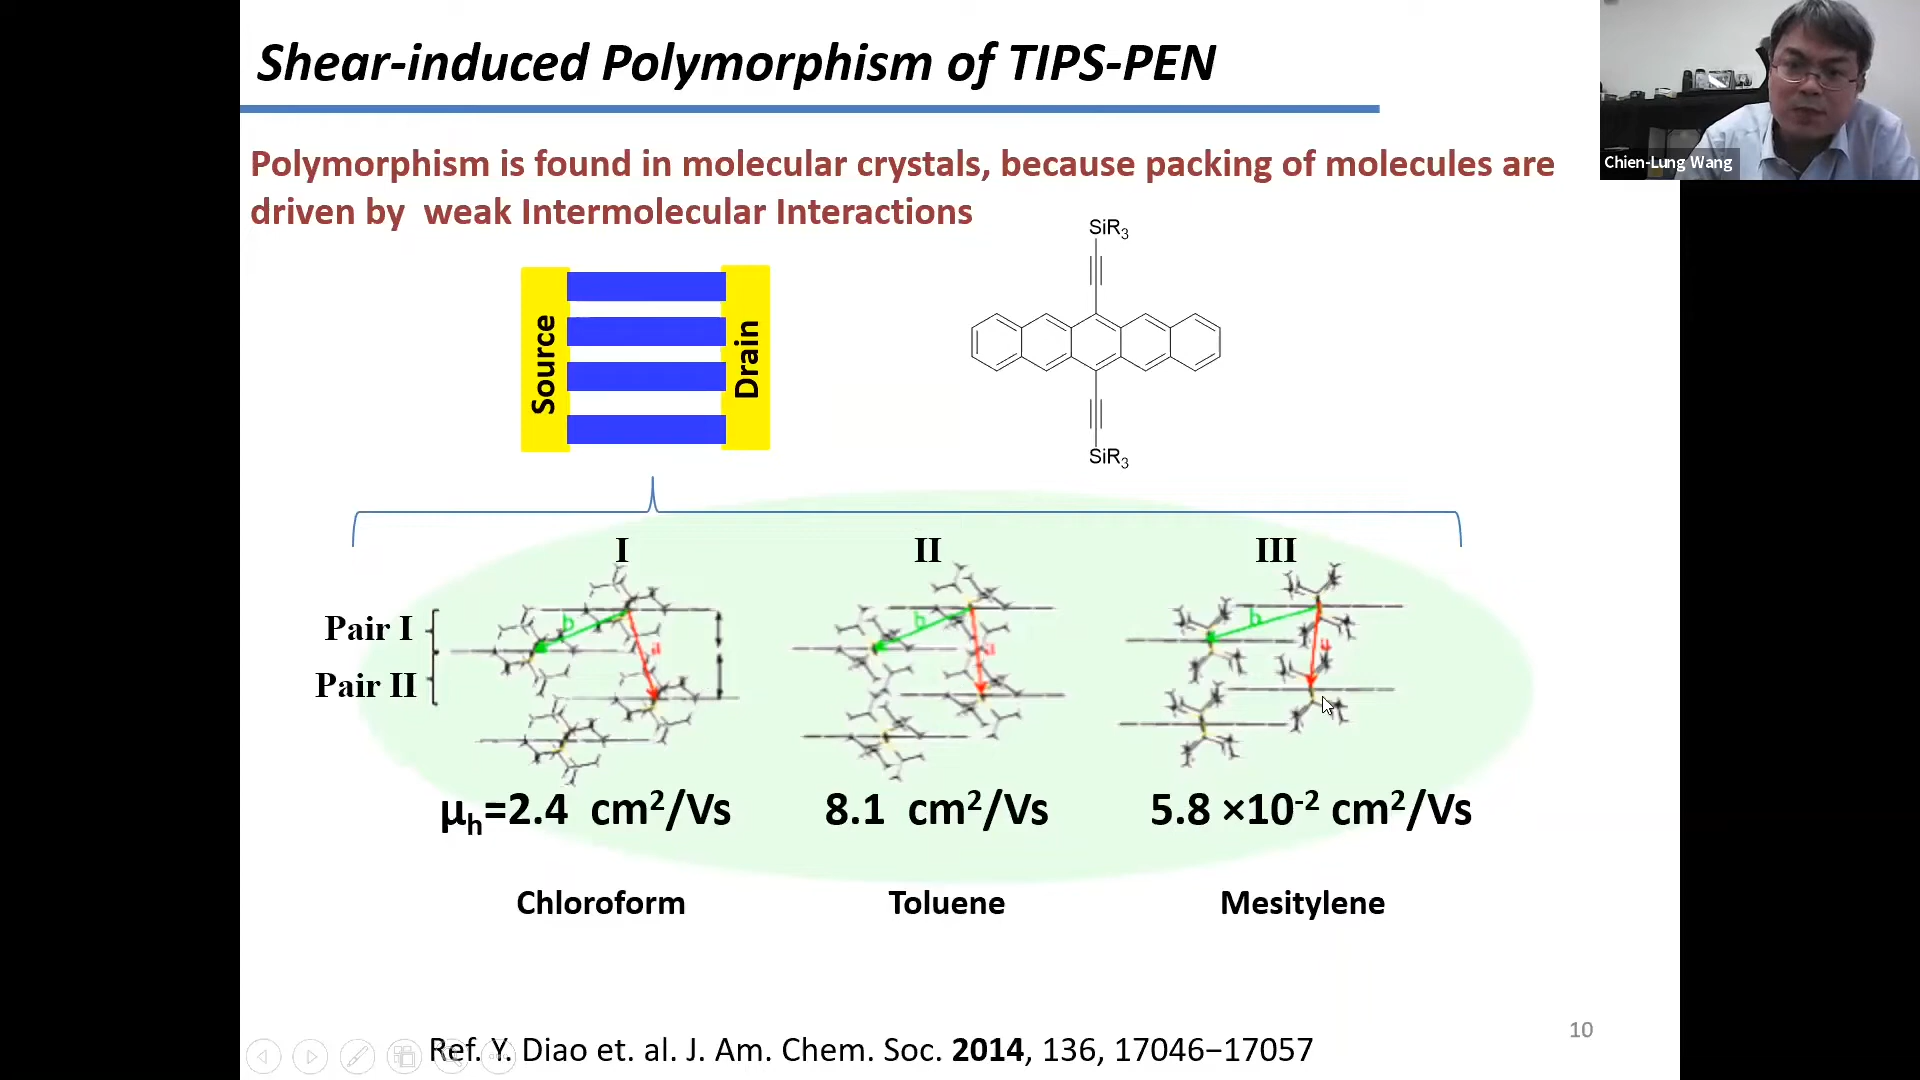 Shear-induced Polymorphism of TIPS-PEN
Chien-Lung Wang
Polymorphism is found in molecular crystals, because packing of molecules are
driven by weak Intermolecular Interactions
SiR3
Source
Drain
SiR3
I II III
Pair I
Pair II
b a
b a
b a
μh=2.4 cm²/Vs 8.1 cm²/Vs 5.8 ×10⁻² cm²/Vs
Chloroform Toluene Mesitylene
10
Ref. Y. Diao et. al. J. Am. Chem. Soc. 2014, 136, 17046−17057